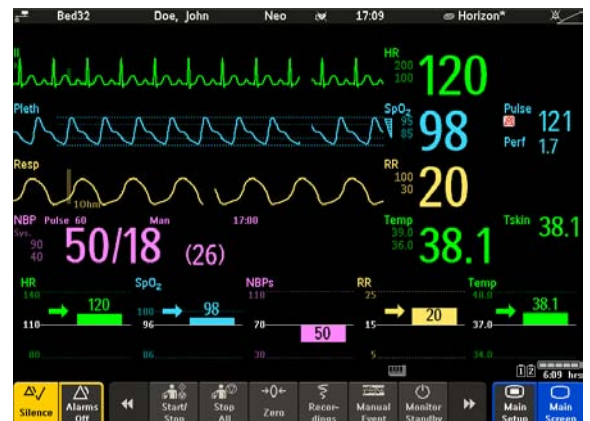 Bed32 Doe, John Neo 17:09 Horizon*
II HR
200
100
120
Pleth SpO2 Pulse
95
85
98 121
Perf 1.7
Resp RR
100
30
20
1Ohm
NBP Pulse 60 Man 17:00 Temp Tskin
Sys.
90
40
50/18 (26)
39.0
36.0
38.1 38.1
HR SpO2 NBPs RR Temp
140 110 25 40.0
120 100 98 20 38.1
110 96 70 15 37.0
50
80 86 30 5 34.0
1 2 6:09 hrs
Silence Alarms Off Start/ Stop Stop All →0← Zero Recor- dings Manual Event Monitor Standby Main Setup Main Screen